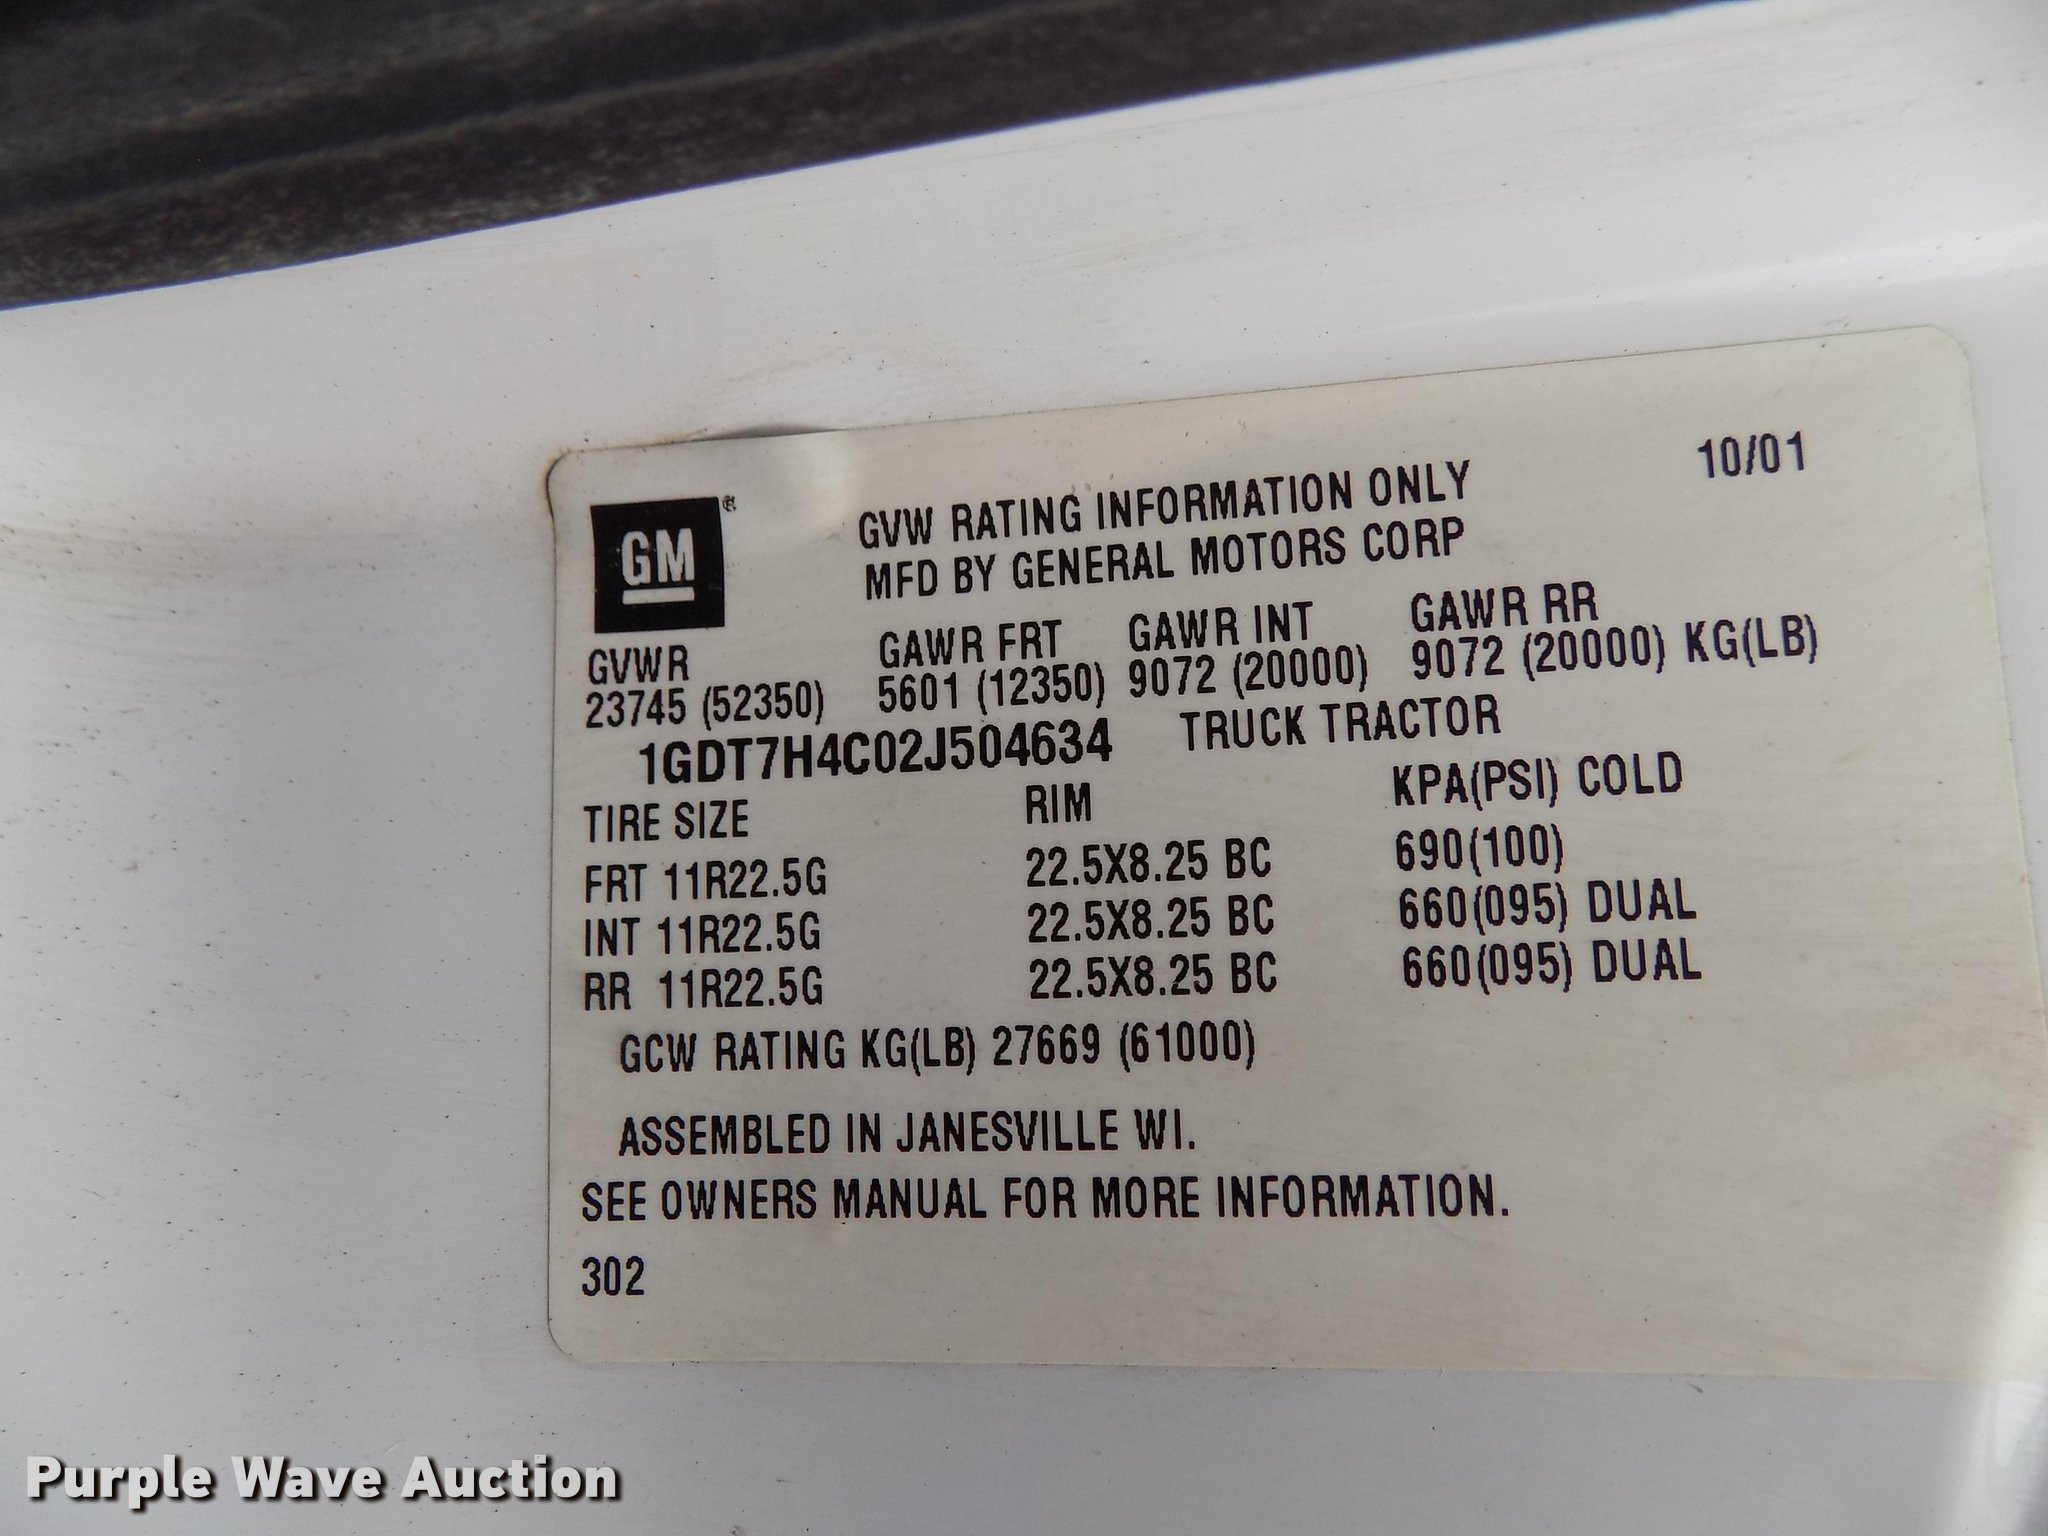 10/01
GM ®
GVW RATING INFORMATION ONLY
MFD BY GENERAL MOTORS CORP
GVWR GAWR FRT GAWR INT GAWR RR
23745 (52350) 5601 (12350) 9072 (20000) 9072 (20000) KG(LB)
1GDT7H4C02J504634 TRUCK TRACTOR
TIRE SIZE RIM KPA(PSI) COLD
FRT 11R22.5G 22.5X8.25 BC 690(100)
INT 11R22.5G 22.5X8.25 BC 660(095) DUAL
RR 11R22.5G 22.5X8.25 BC 660(095) DUAL
GCW RATING KG(LB) 27669 (61000)
ASSEMBLED IN JANESVILLE WI.
SEE OWNERS MANUAL FOR MORE INFORMATION.
302
Purple Wave Auction